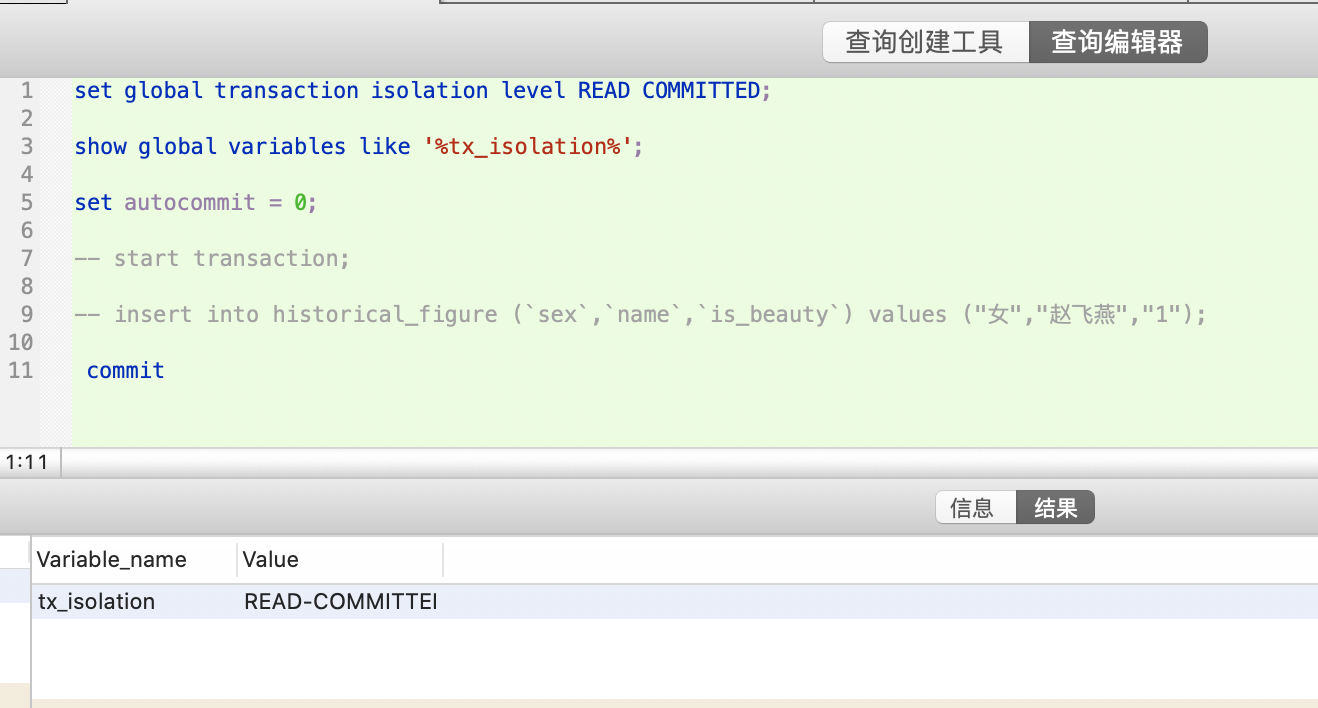 查询创建工具 查询编辑器
1 set global transaction isolation level READ COMMITTED;
2
3 show global variables like '%tx_isolation%';
4
5 set autocommit = 0;
6
7 -- start transaction;
8
9 -- insert into historical_figure (`sex`,`name`,`is_beauty`) values ("女","赵飞燕","1");
10
11 commit
1:11
信息 结果
Variable_name Value
tx_isolation READ-COMMITTEI